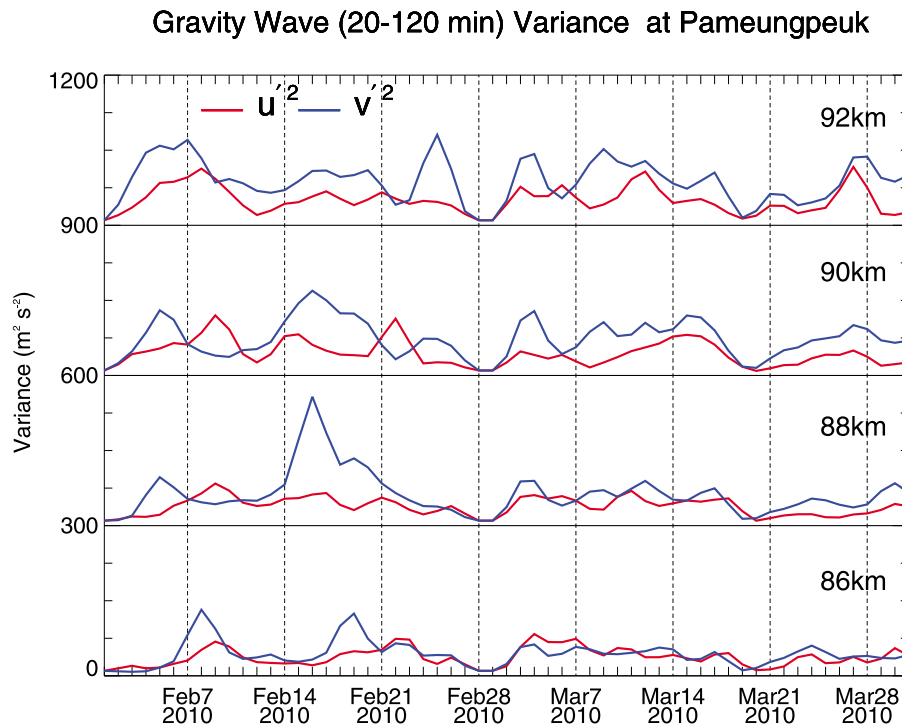 Gravity Wave (20-120 min) Variance at Pameungpeuk
1200
u′² v′²
92km
900
90km
Variance (m² s⁻²)
600
88km
300
86km
0
Feb7 Feb14 Feb21 Feb28 Mar7 Mar14 Mar21 Mar28
2010 2010 2010 2010 2010 2010 2010 2010